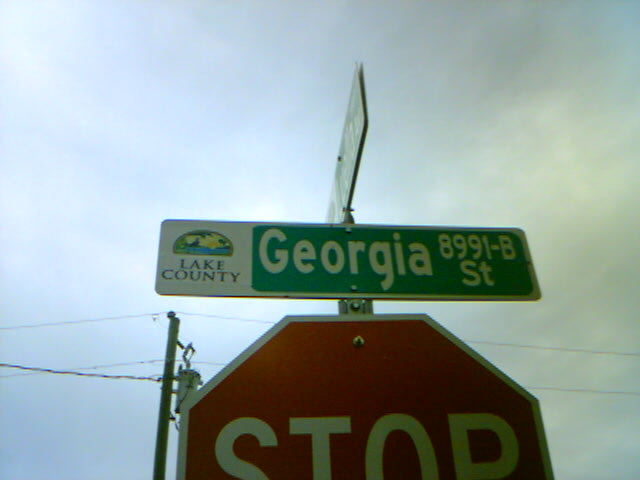 LAKE
COUNTY
Georgia 8991-B
St
STOP